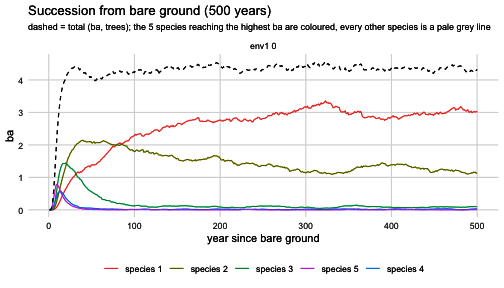 Succession from bare ground (500 years)
dashed = total (ba, trees); the 5 species reaching the highest ba are coloured, every other species is a pale grey line
env1 0
ba
4
3
2
1
0
0 100 200 300 400 500
year since bare ground
species 1 species 2 species 3 species 5 species 4